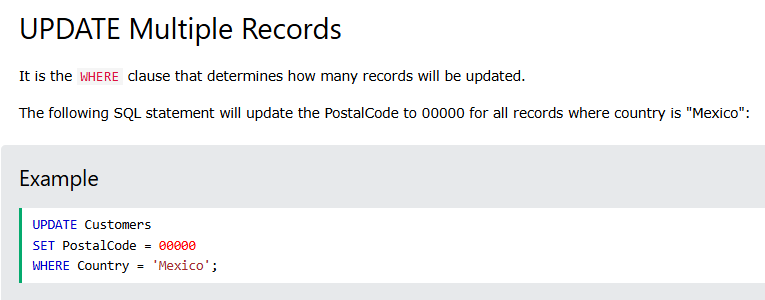 UPDATE Multiple Records
It is the WHERE clause that determines how many records will be updated.
The following SQL statement will update the PostalCode to 00000 for all records where country is "Mexico":
Example
UPDATE Customers
SET PostalCode = 00000
WHERE Country = 'Mexico';